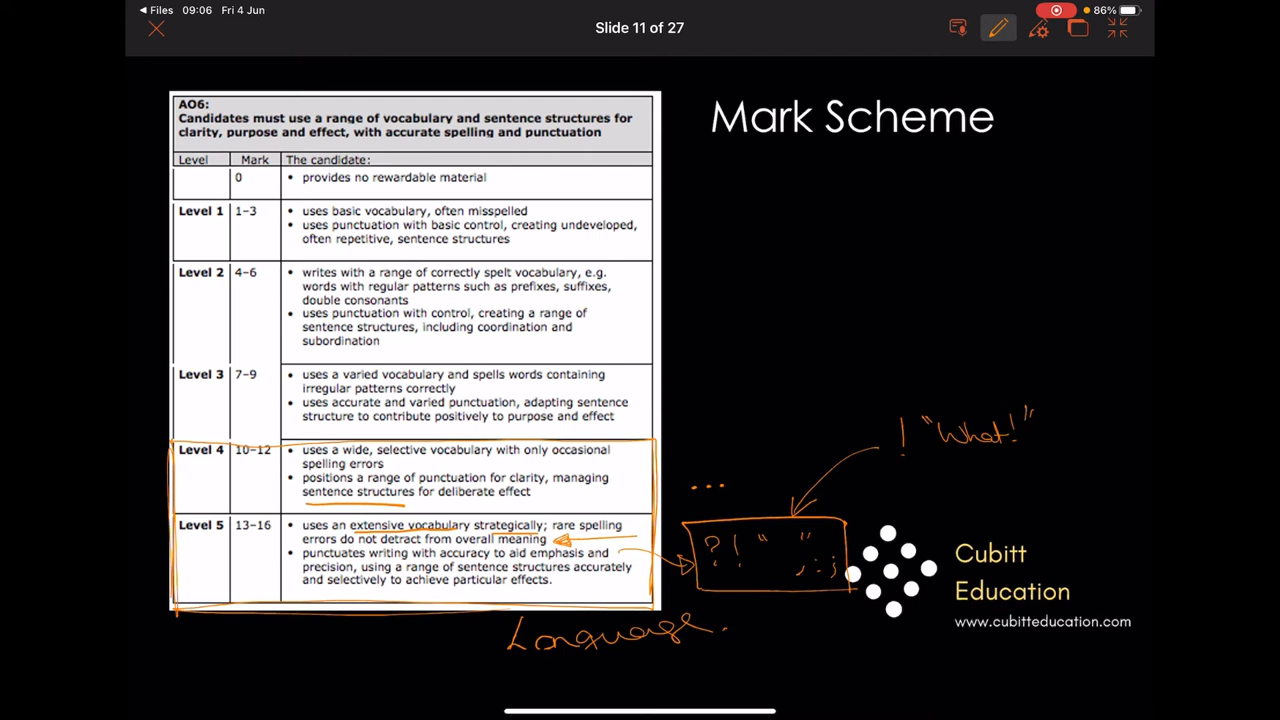 Files 09:06 Fri 4 Jun 86%
Slide 11 of 27
Mark Scheme
AO6:
Candidates must use a range of vocabulary and sentence structures for
clarity, purpose and effect, with accurate spelling and punctuation
Level Mark The candidate:
0 • provides no rewardable material
Level 1 1–3 • uses basic vocabulary, often misspelled
• uses punctuation with basic control, creating undeveloped,
often repetitive, sentence structures
Level 2 4–6 • writes with a range of correctly spelt vocabulary, e.g.
words with regular patterns such as prefixes, suffixes,
double consonants
• uses punctuation with control, creating a range of
sentence structures, including coordination and
subordination
Level 3 7–9 • uses a varied vocabulary and spells words containing
irregular patterns correctly
• uses accurate and varied punctuation, adapting sentence
structure to contribute positively to purpose and effect
Level 4 10–12 • uses a wide, selective vocabulary with only occasional
spelling errors
• positions a range of punctuation for clarity, managing
sentence structures for deliberate effect
Level 5 13–16 • uses an extensive vocabulary strategically; rare spelling
errors do not detract from overall meaning
• punctuates writing with accuracy to aid emphasis and
precision, using a range of sentence structures accurately
and selectively to achieve particular effects.
! "What!"
...
? ! " "
, : ;
Language.
Cubitt
Education
www.cubitteducation.com